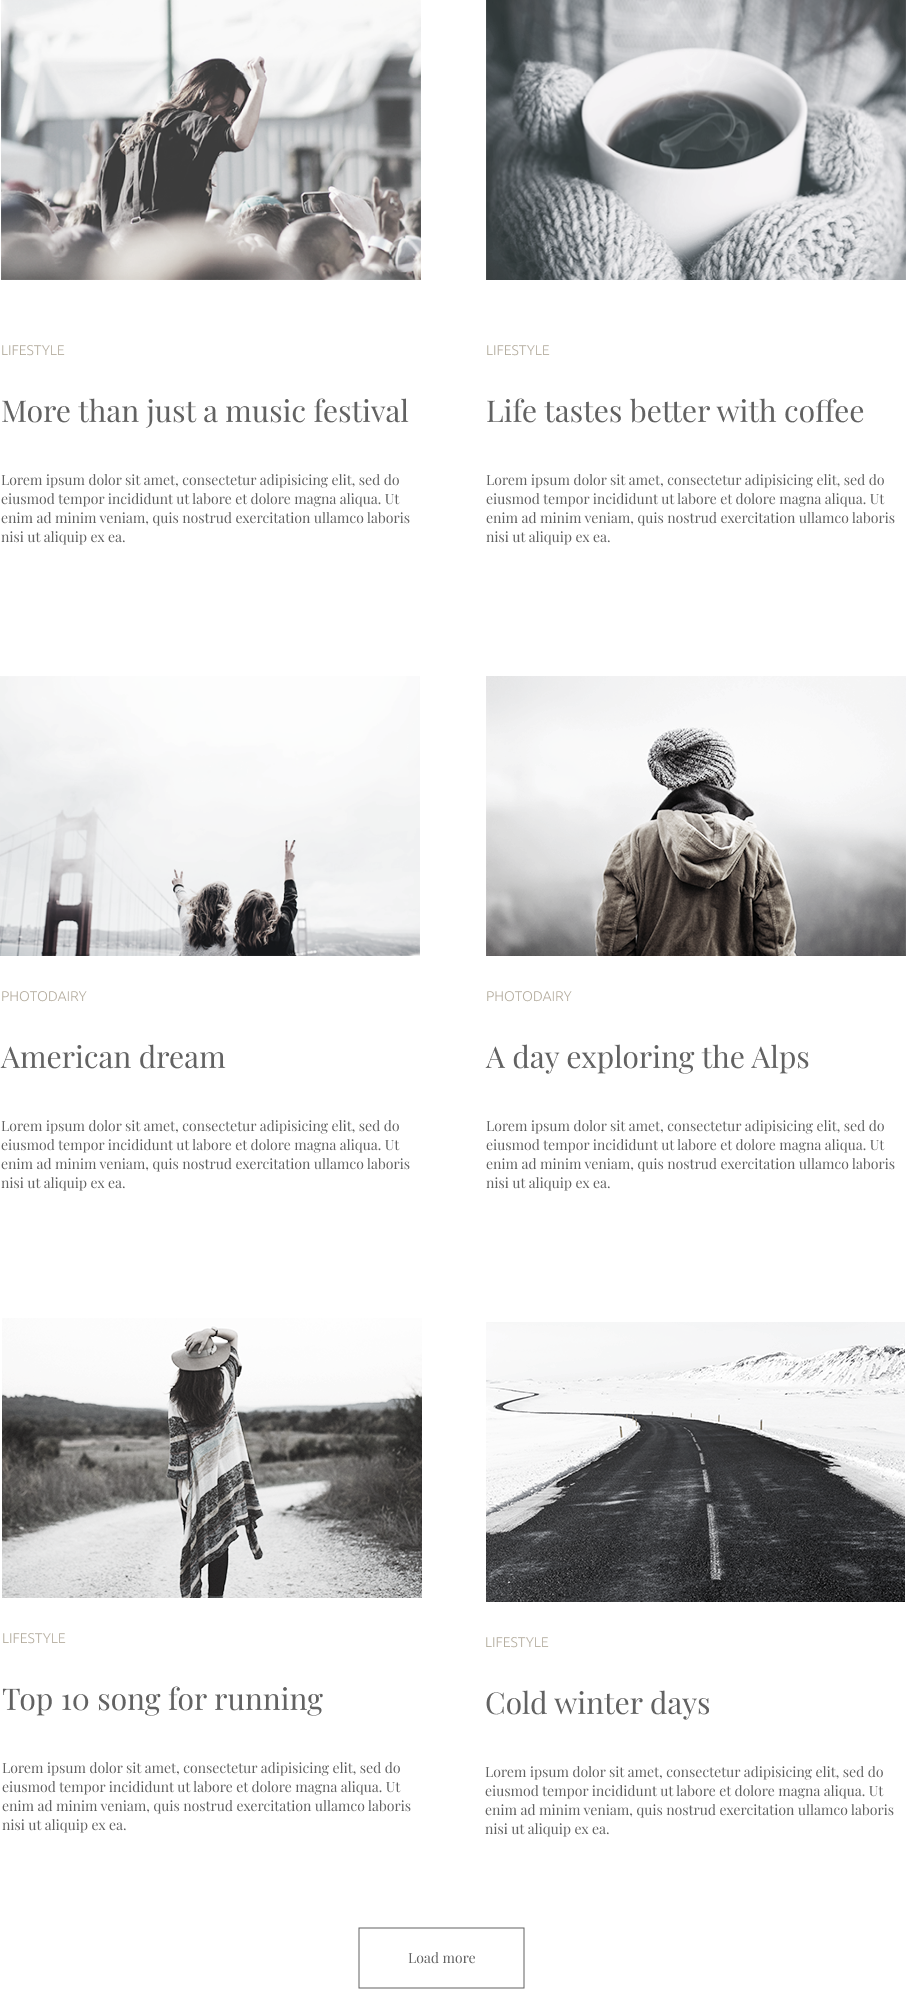 LIFESTYLE
More than just a music festival
Lorem ipsum dolor sit amet, consectetur adipisicing elit, sed do
eiusmod tempor incididunt ut labore et dolore magna aliqua. Ut
enim ad minim veniam, quis nostrud exercitation ullamco laboris
nisi ut aliquip ex ea.
LIFESTYLE
Life tastes better with coffee
Lorem ipsum dolor sit amet, consectetur adipisicing elit, sed do
eiusmod tempor incididunt ut labore et dolore magna aliqua. Ut
enim ad minim veniam, quis nostrud exercitation ullamco laboris
nisi ut aliquip ex ea.
PHOTODAIRY
American dream
Lorem ipsum dolor sit amet, consectetur adipisicing elit, sed do
eiusmod tempor incididunt ut labore et dolore magna aliqua. Ut
enim ad minim veniam, quis nostrud exercitation ullamco laboris
nisi ut aliquip ex ea.
PHOTODAIRY
A day exploring the Alps
Lorem ipsum dolor sit amet, consectetur adipisicing elit, sed do
eiusmod tempor incididunt ut labore et dolore magna aliqua. Ut
enim ad minim veniam, quis nostrud exercitation ullamco laboris
nisi ut aliquip ex ea.
LIFESTYLE
Top 10 song for running
Lorem ipsum dolor sit amet, consectetur adipisicing elit, sed do
eiusmod tempor incididunt ut labore et dolore magna aliqua. Ut
enim ad minim veniam, quis nostrud exercitation ullamco laboris
nisi ut aliquip ex ea.
LIFESTYLE
Cold winter days
Lorem ipsum dolor sit amet, consectetur adipisicing elit, sed do
eiusmod tempor incididunt ut labore et dolore magna aliqua. Ut
enim ad minim veniam, quis nostrud exercitation ullamco laboris
nisi ut aliquip ex ea.
Load more